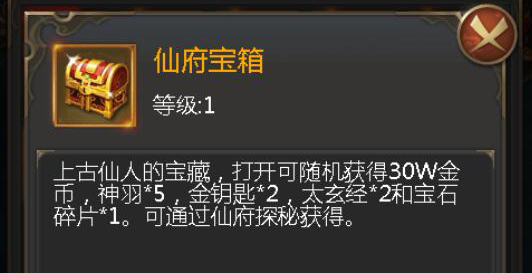 仙府宝箱
等级:1
上古仙人的宝藏，打开可随机获得30W金
币，神羽*5，金钥匙*2，太玄经*2和宝石
碎片*1。可通过仙府探秘获得。